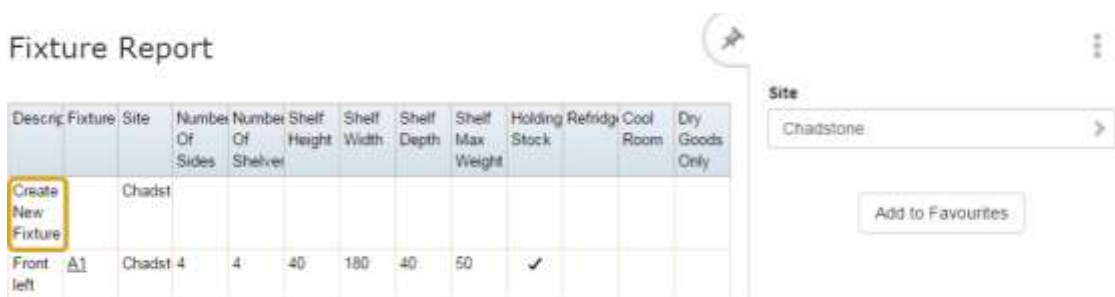 Fixture Report
Site
Descrip Fixture Site Number Number Shelf Shelf Shelf Shelf Holding Refridge Cool Dry
Of Of Height Width Depth Max Stock Room Goods
Sides Shelves Weight Only
Chadstone
Create Chadst
New
Fixture
Add to Favourites
Front A1 Chadst 4 4 40 180 40 50 ✓
left